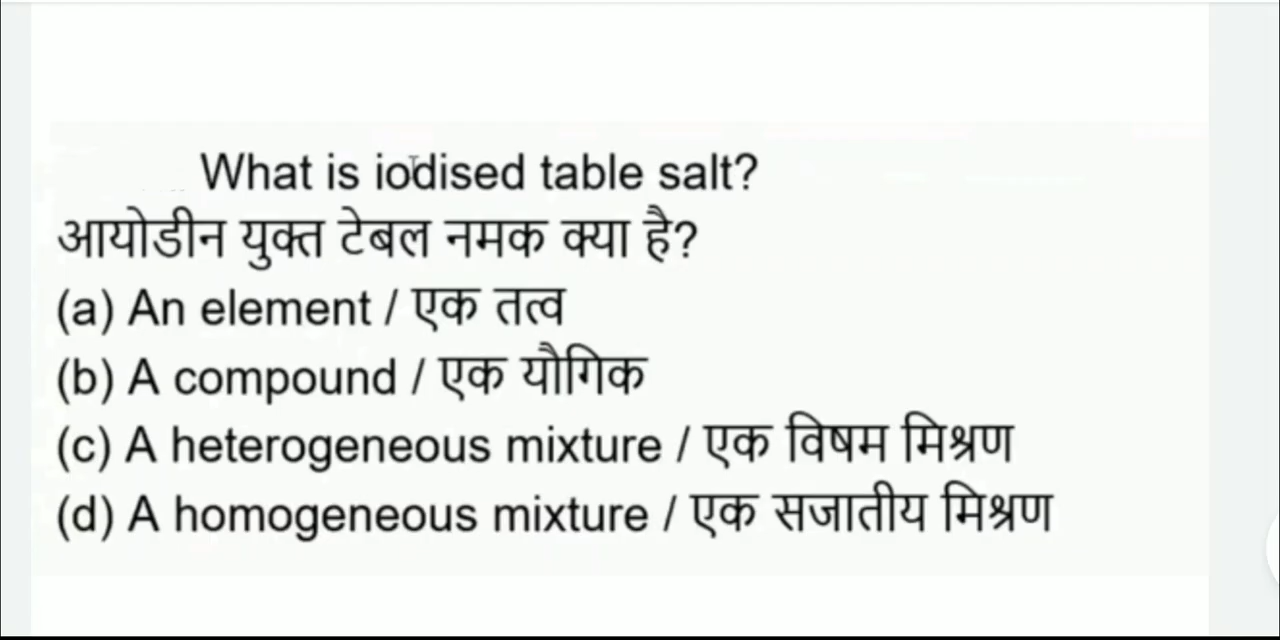 What is iodised table salt?
आयोडीन युक्त टेबल नमक क्या है?
(a) An element / एक तत्व
(b) A compound / एक यौगिक
(c) A heterogeneous mixture / एक विषम मिश्रण
(d) A homogeneous mixture / एक सजातीय मिश्रण